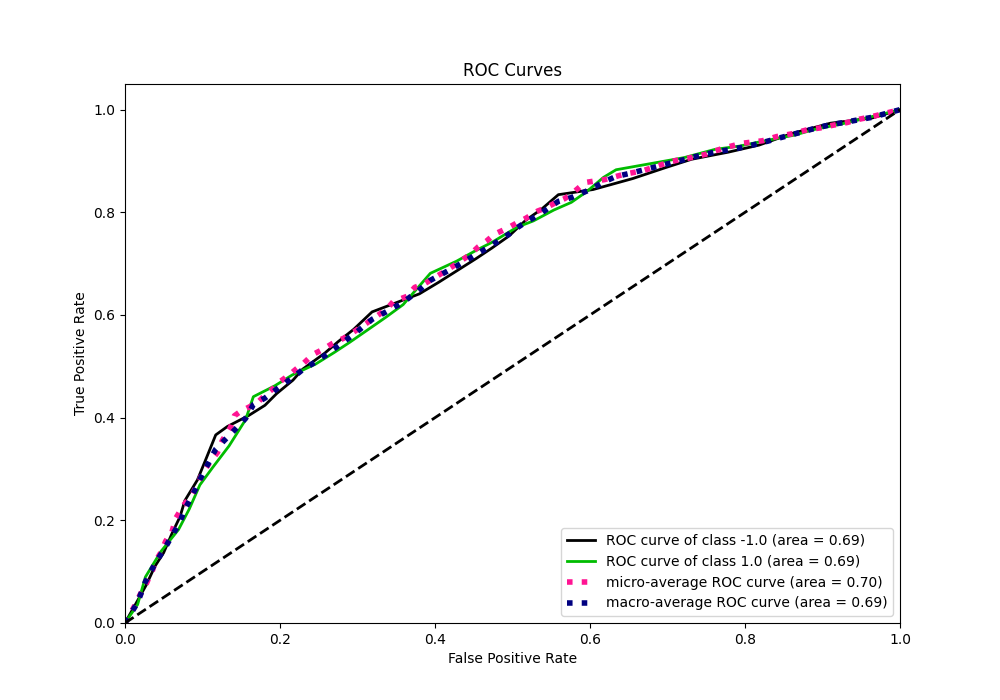 ROC Curves
True Positive Rate
1.0
0.8
0.6
0.4
0.2
0.0
0.0 0.2 0.4 0.6 0.8 1.0
False Positive Rate
ROC curve of class -1.0 (area = 0.69)
ROC curve of class 1.0 (area = 0.69)
micro-average ROC curve (area = 0.70)
macro-average ROC curve (area = 0.69)